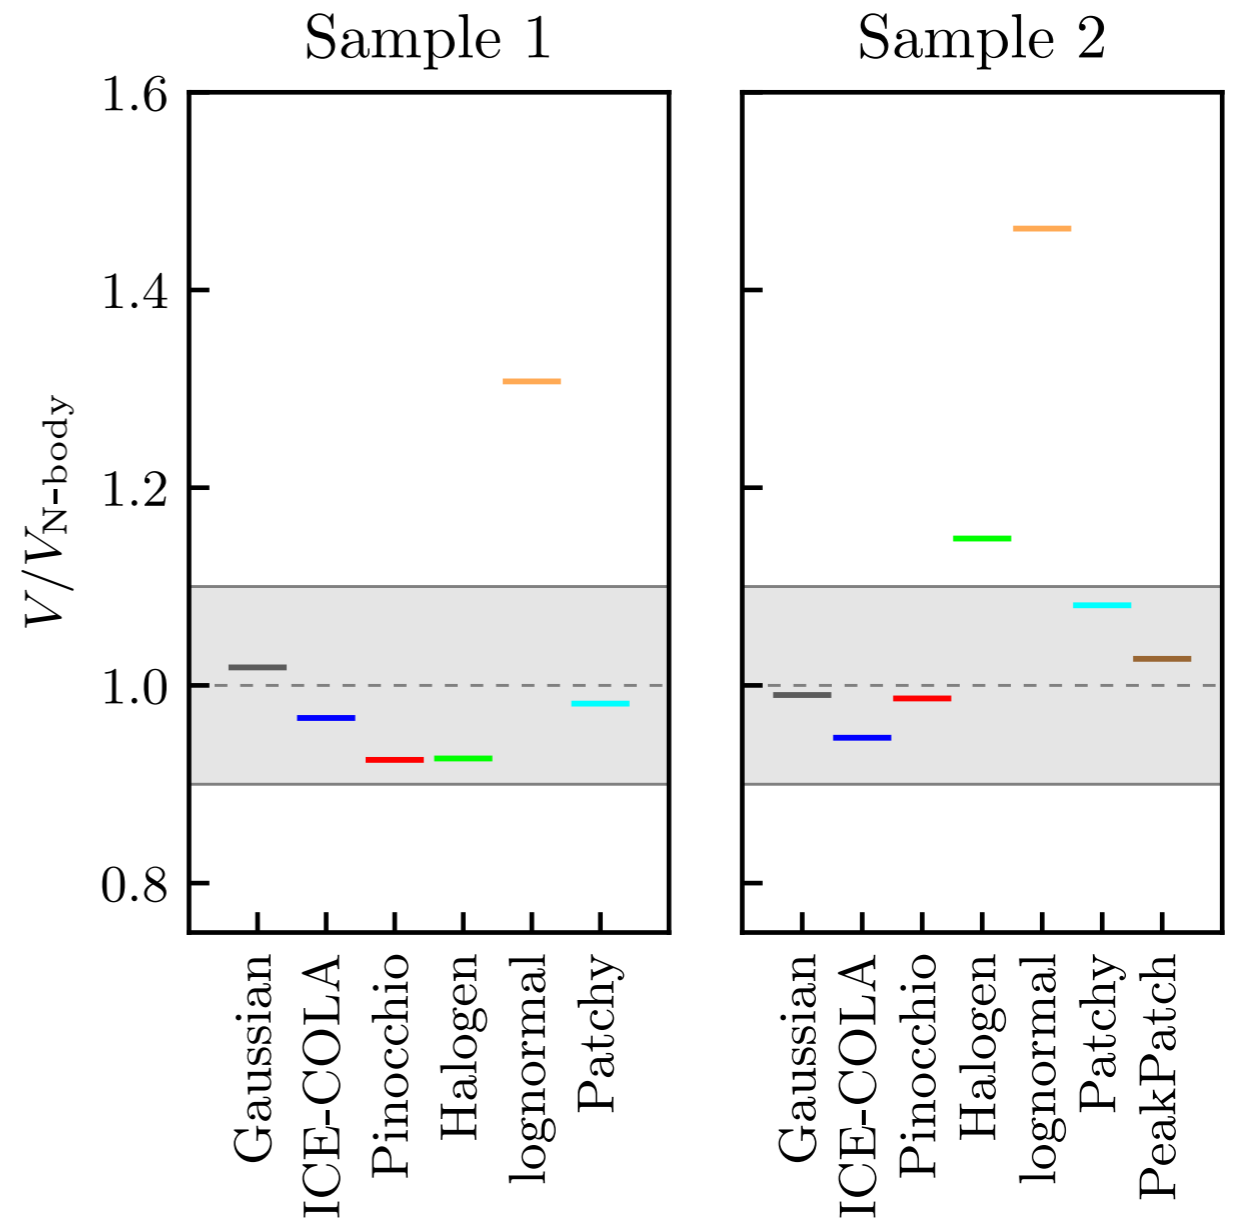 Sample 1
Sample 2
1.6
1.4
1.2
1.0
0.8
V/V_N-body
Gaussian
ICE-COLA
Pinocchio
Halogen
lognormal
Patchy
Gaussian
ICE-COLA
Pinocchio
Halogen
lognormal
Patchy
PeakPatch